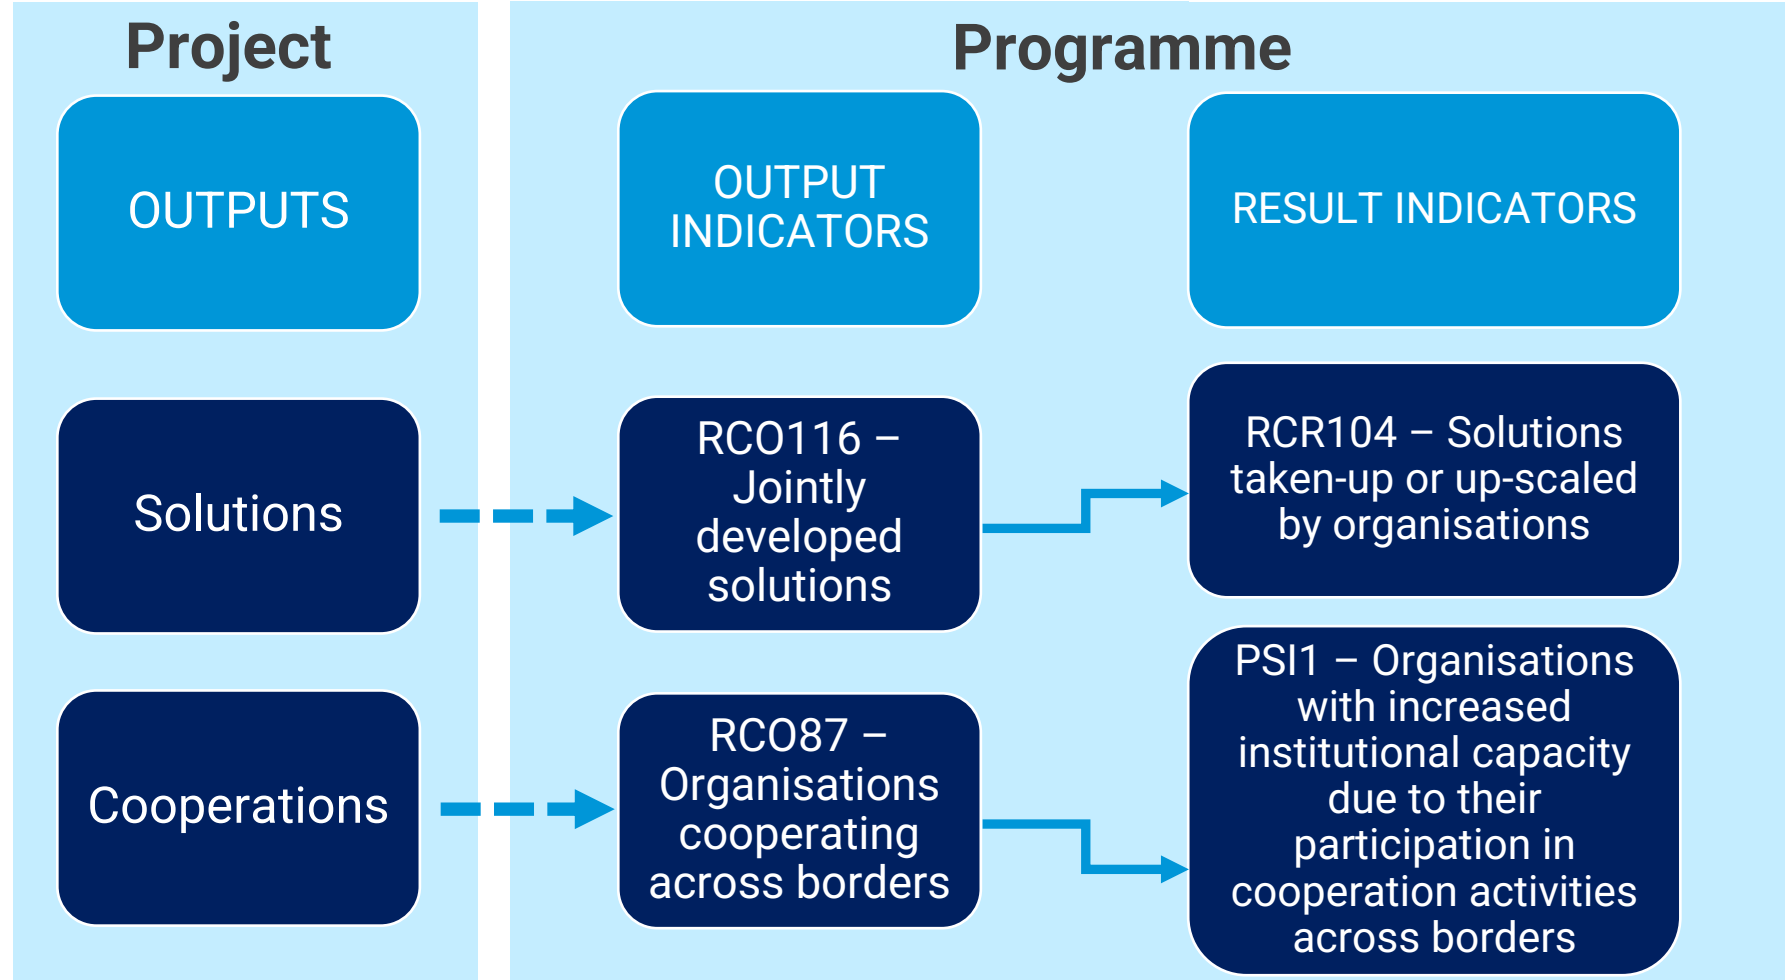 Project
Programme
OUTPUTS
OUTPUT
INDICATORS
RESULT INDICATORS
Solutions
RCO116 –
Jointly
developed
solutions
RCR104 – Solutions
taken-up or up-scaled
by organisations
Cooperations
RCO87 –
Organisations
cooperating
across borders
PSI1 – Organisations
with increased
institutional capacity
due to their
participation in
cooperation activities
across borders